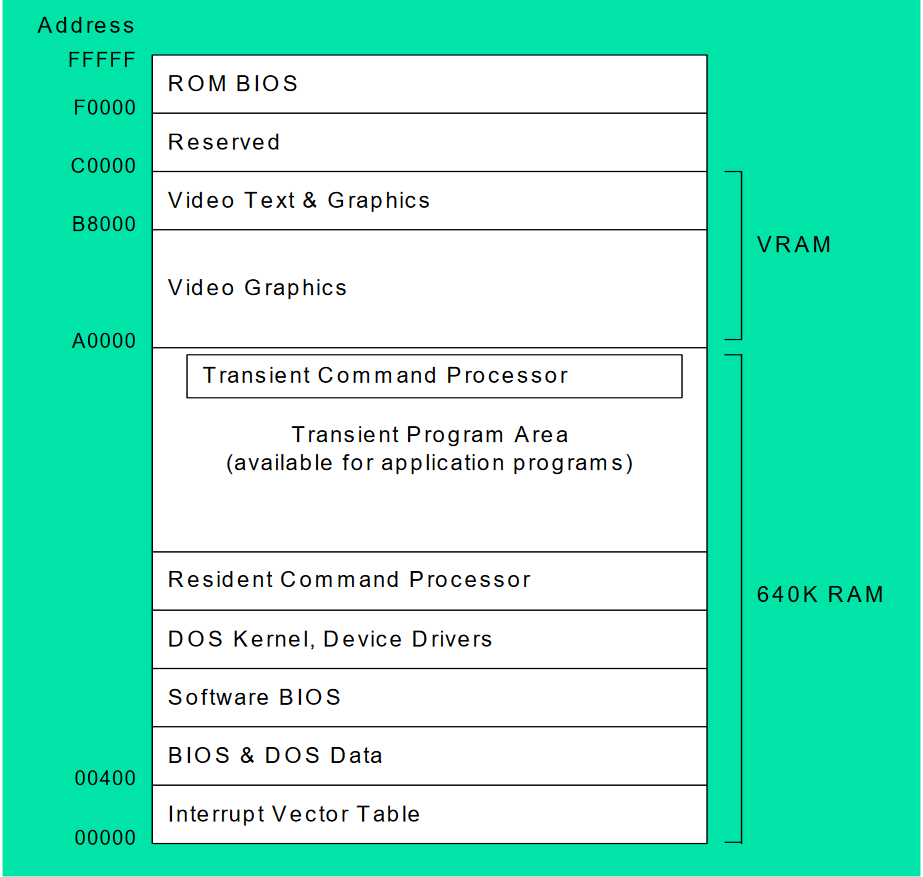 Address
FFFFF
ROM BIOS
F0000
Reserved
C0000
Video Text & Graphics
B8000
VRAM
Video Graphics
A0000
Transient Command Processor
Transient Program Area
(available for application programs)
Resident Command Processor
640K RAM
DOS Kernel, Device Drivers
Software BIOS
BIOS & DOS Data
00400
Interrupt Vector Table
00000